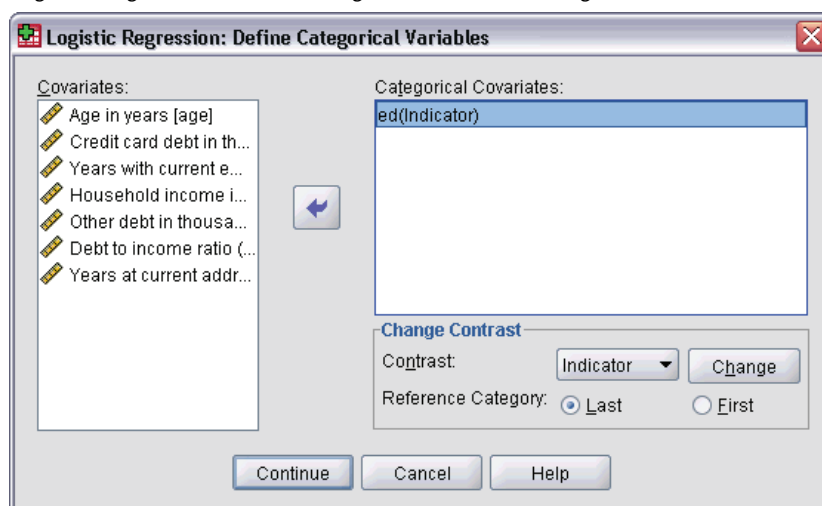 Logistic Regression: Define Categorical Variables
Covariates:
Age in years [age]
Credit card debt in th...
Years with current e...
Household income i...
Other debt in thousa...
Debt to income ratio (...
Years at current addr...
Categorical Covariates:
ed(Indicator)
Change Contrast
Contrast:
Indicator
Change
Reference Category:
Last
First
Continue
Cancel
Help